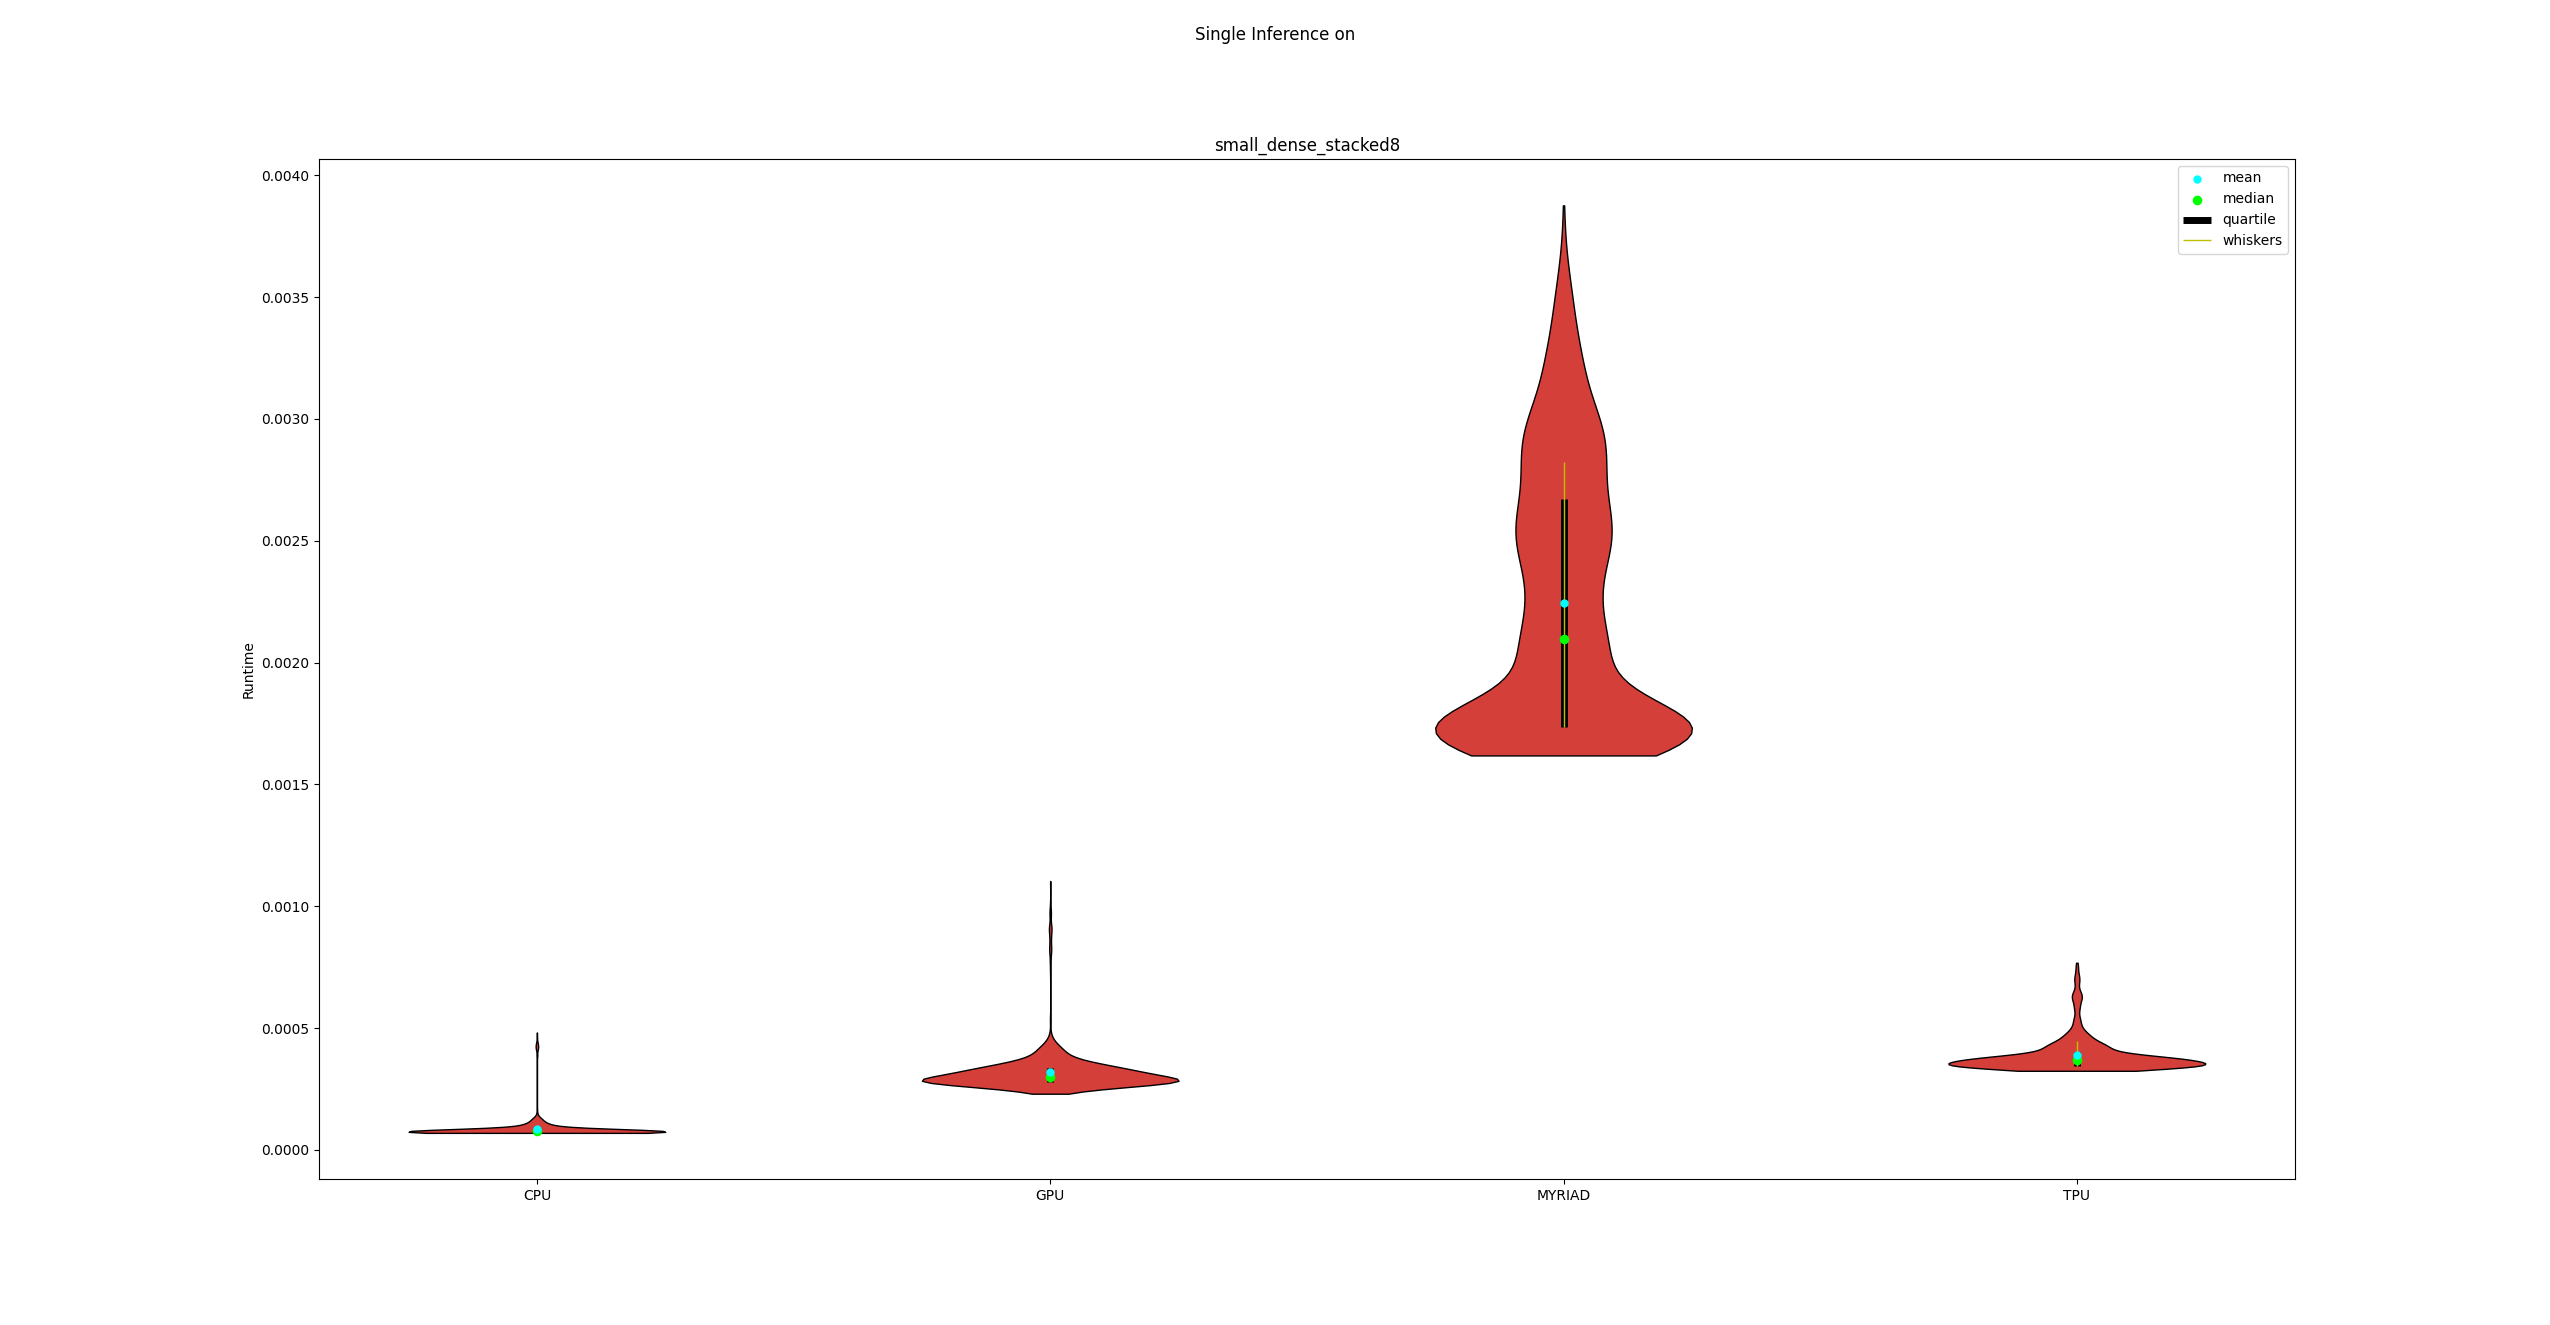 Single Inference on
small_dense_stacked8
mean
median
quartile
whiskers
0.0040
0.0035
0.0030
0.0025
0.0020
0.0015
0.0010
0.0005
0.0000
Runtime
CPU GPU MYRIAD TPU